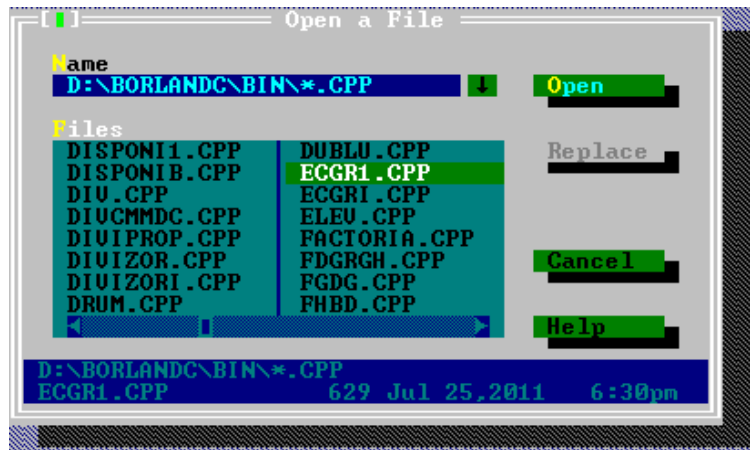 [■] Open a File
Name
D:\BORLANDC\BIN\*.CPP ↓ Open
Files
DISPONI1.CPP DUBLU.CPP Replace
DISPONIB.CPP ECGR1.CPP
DIV.CPP ECGRI.CPP
DIVCMMDC.CPP ELEV.CPP
DIVIPROP.CPP FACTORIA.CPP
DIVIZOR.CPP FDGRGH.CPP Cancel
DIVIZORI.CPP FGDG.CPP
DRUM.CPP FHBD.CPP
Help
D:\BORLANDC\BIN\*.CPP
ECGR1.CPP 629 Jul 25,2011 6:30pm